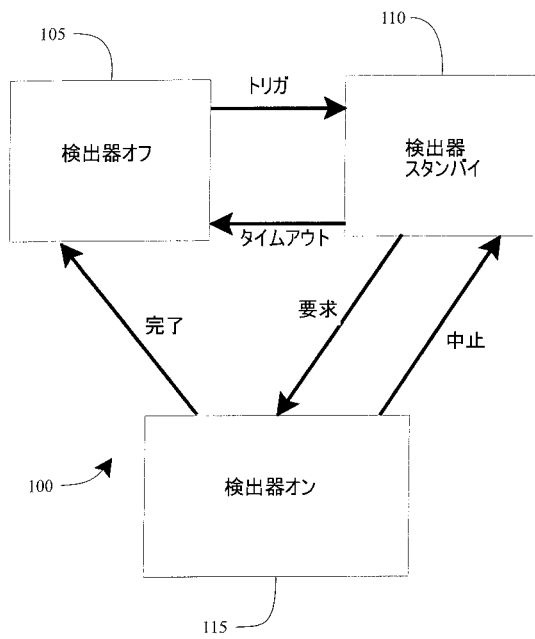 105
110
トリガ
検出器オフ
検出器
スタンバイ
タイムアウト
完了
要求
中止
検出器オン
100
115